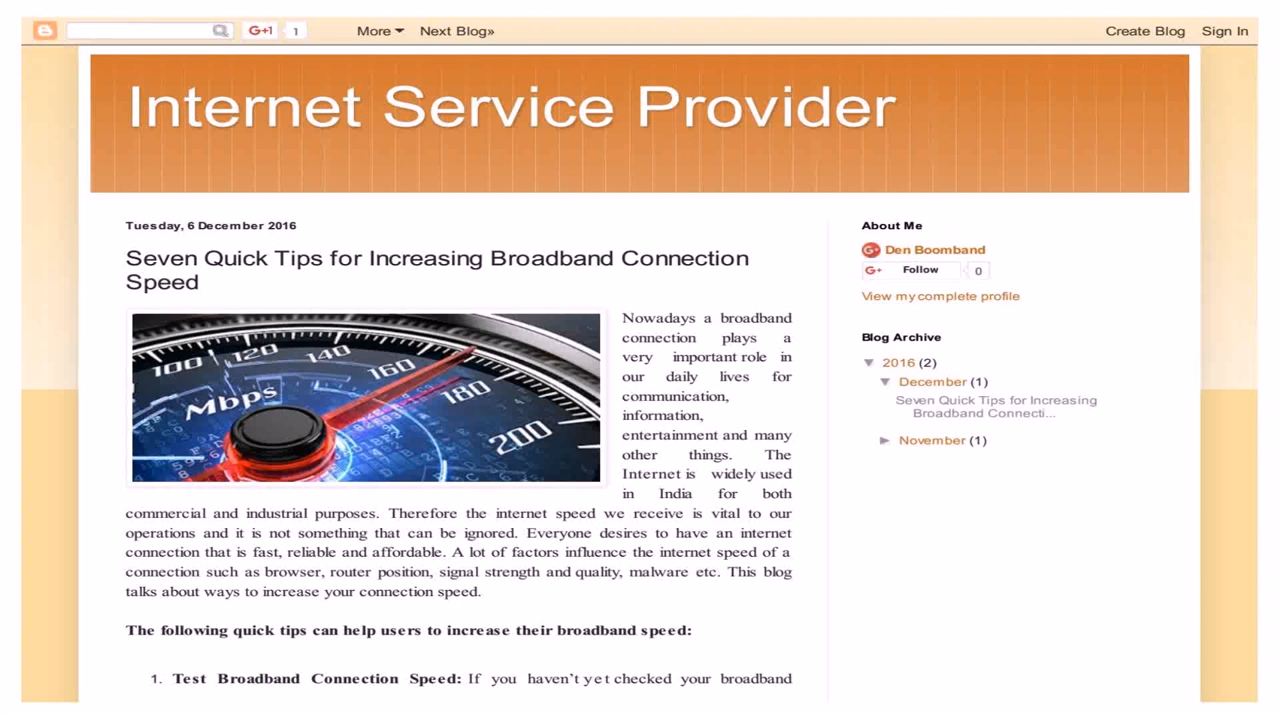 G+1 1 More Next Blog» Create Blog Sign In
Internet Service Provider
Tuesday, 6 December 2016
Seven Quick Tips for Increasing Broadband Connection
Speed
100 120 140 160 180 200
Mbps
Nowadays a broadband
connection plays a
very important role in
our daily lives for
communication,
information,
entertainment and many
other things. The
Internet is widely used
in India for both
commercial and industrial purposes. Therefore the internet speed we receive is vital to our
operations and it is not something that can be ignored. Everyone desires to have an internet
connection that is fast, reliable and affordable. A lot of factors influence the internet speed of a
connection such as browser, router position, signal strength and quality, malware etc. This blog
talks about ways to increase your connection speed.
The following quick tips can help users to increase their broadband speed:
1. Test Broadband Connection Speed: If you haven't yet checked your broadband
About Me
G+ Den Boomband
G+ Follow 0
View my complete profile
Blog Archive
▼ 2016 (2)
▼ December (1)
Seven Quick Tips for Increasing
Broadband Connecti...
► November (1)